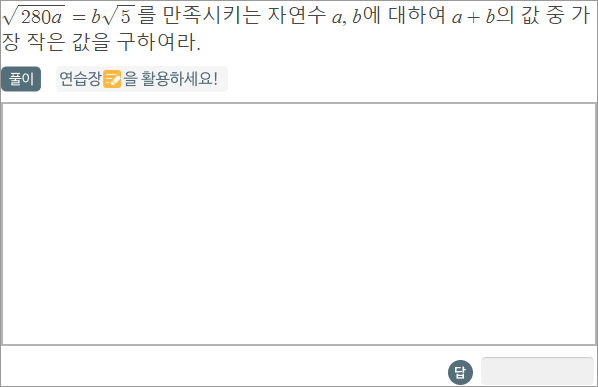 √280a = b√5 를 만족시키는 자연수 a, b에 대하여 a + b의 값 중 가
장 작은 값을 구하여라.
풀이 연습장을 활용하세요!
답